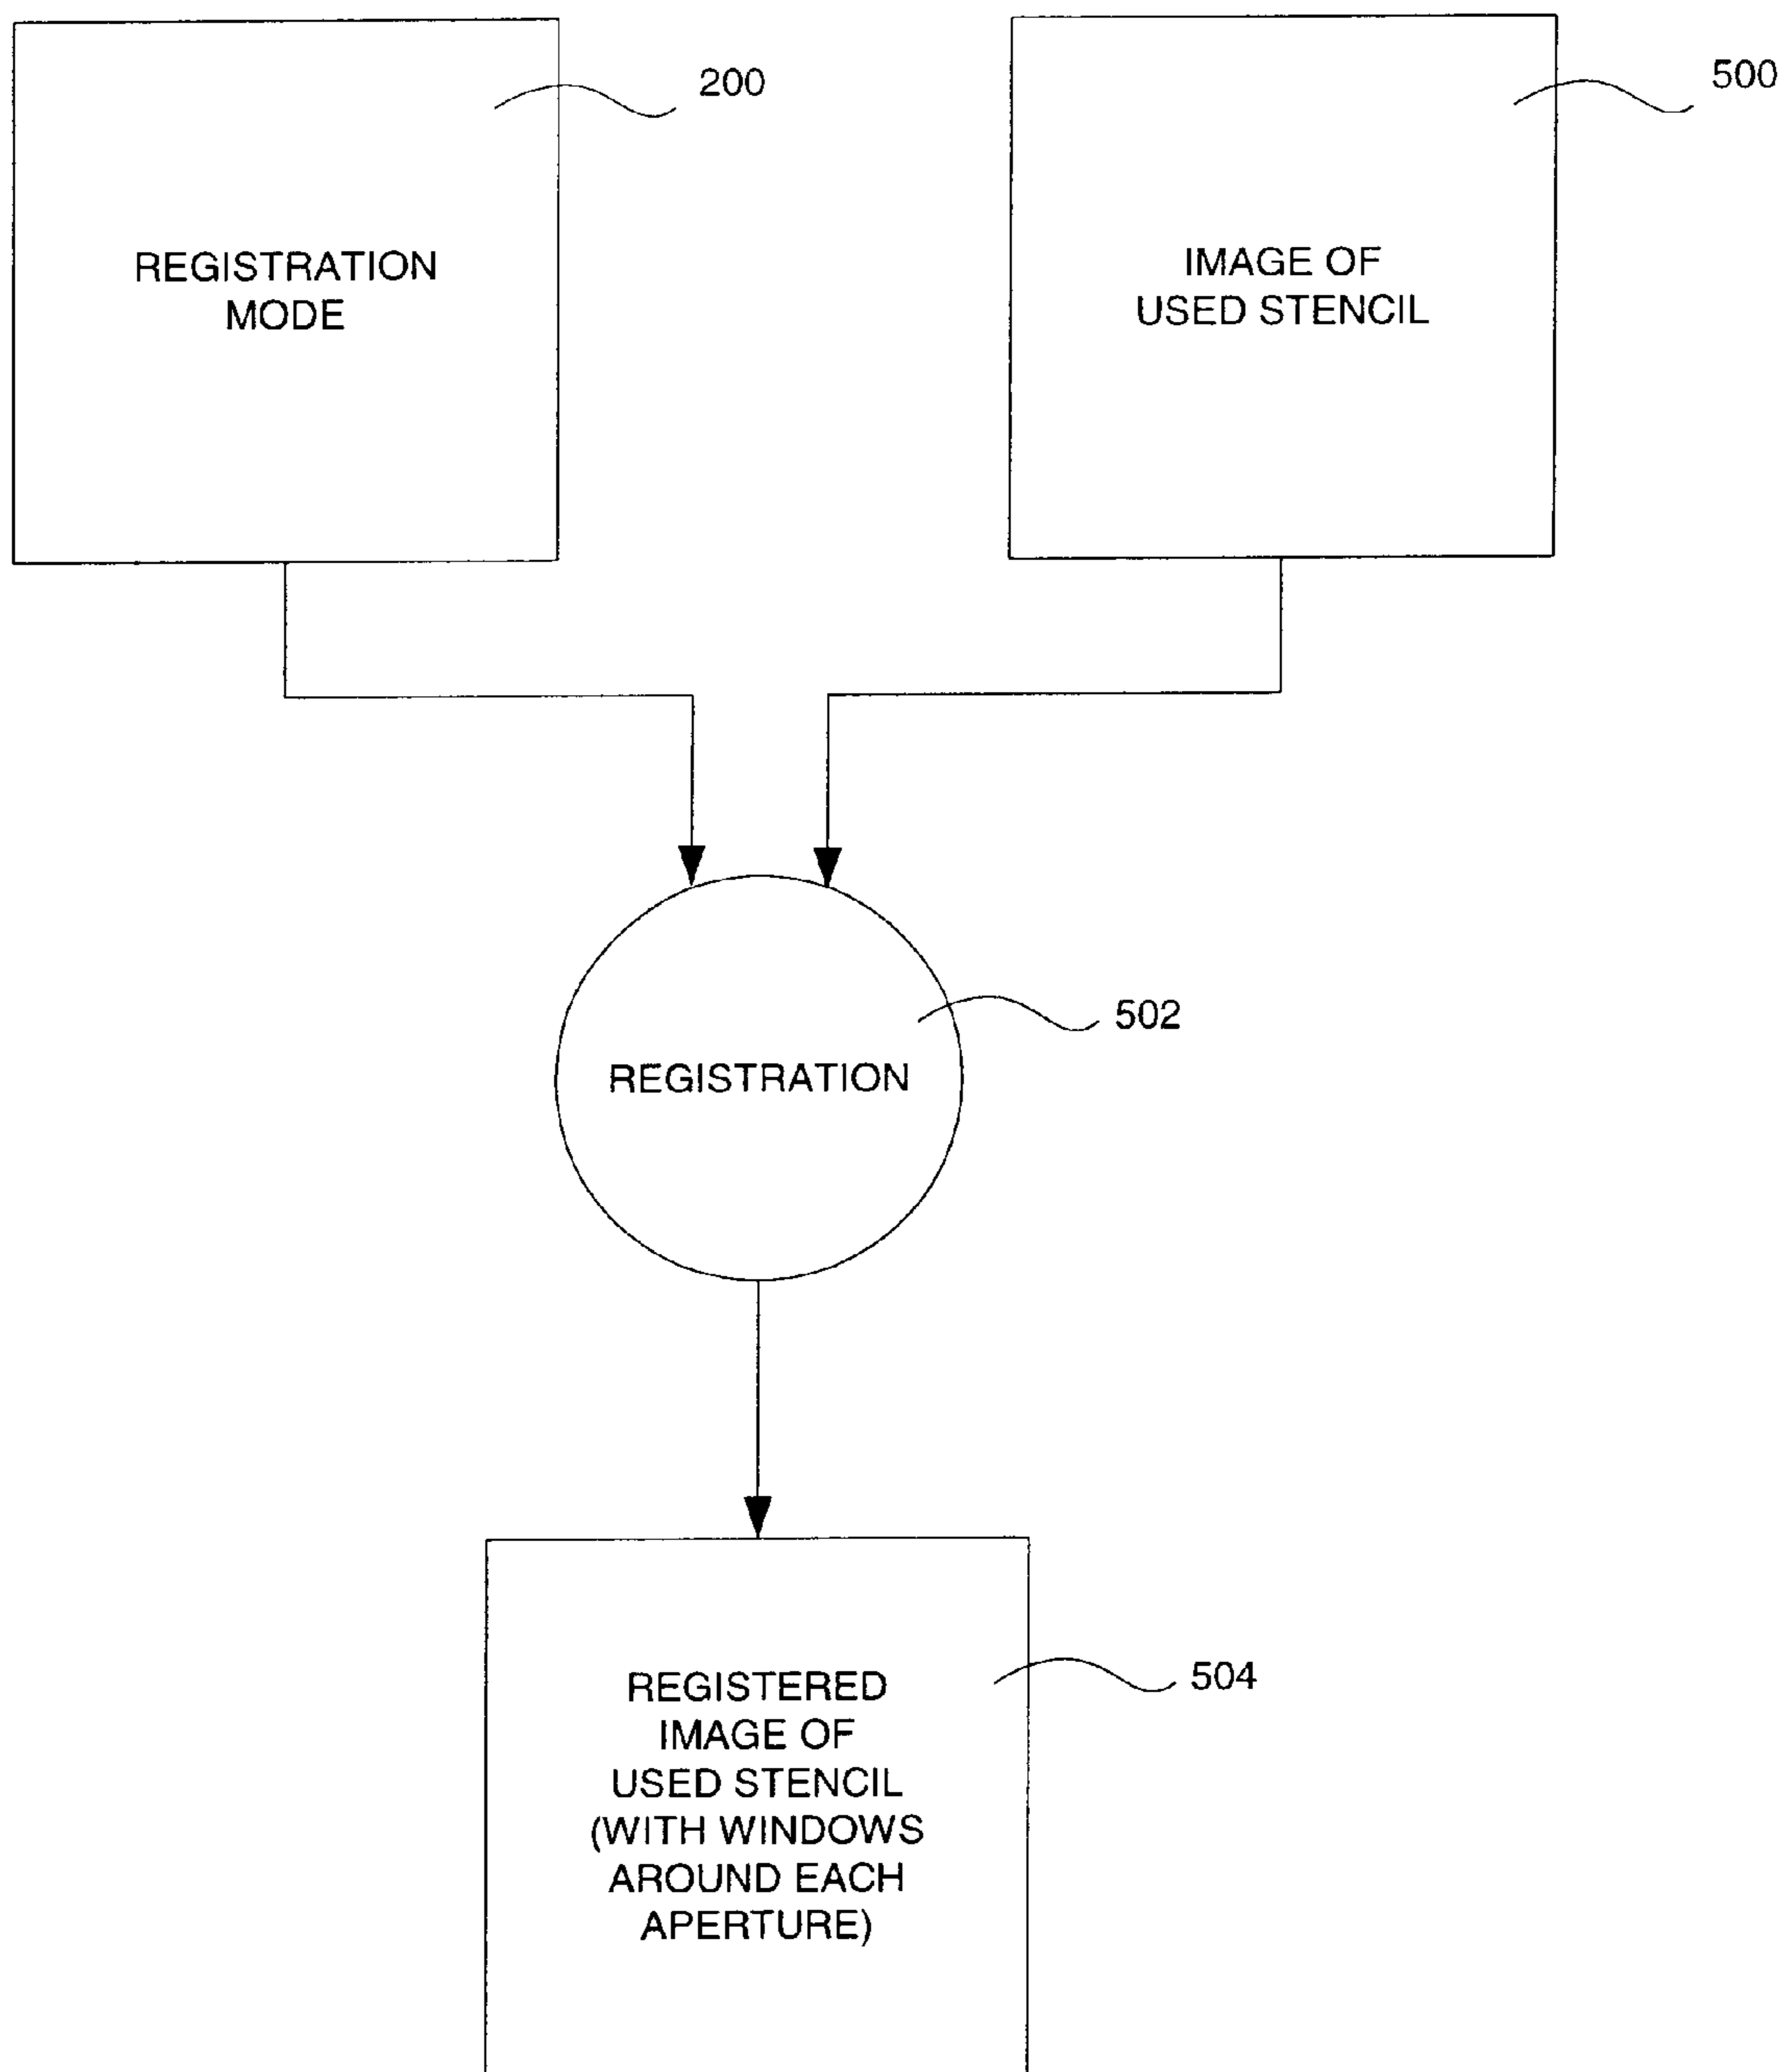 200
500
REGISTRATION
MODE
IMAGE OF
USED STENCIL
502
REGISTRATION
504
REGISTERED
IMAGE OF
USED STENCIL
(WITH WINDOWS
AROUND EACH
APERTURE)